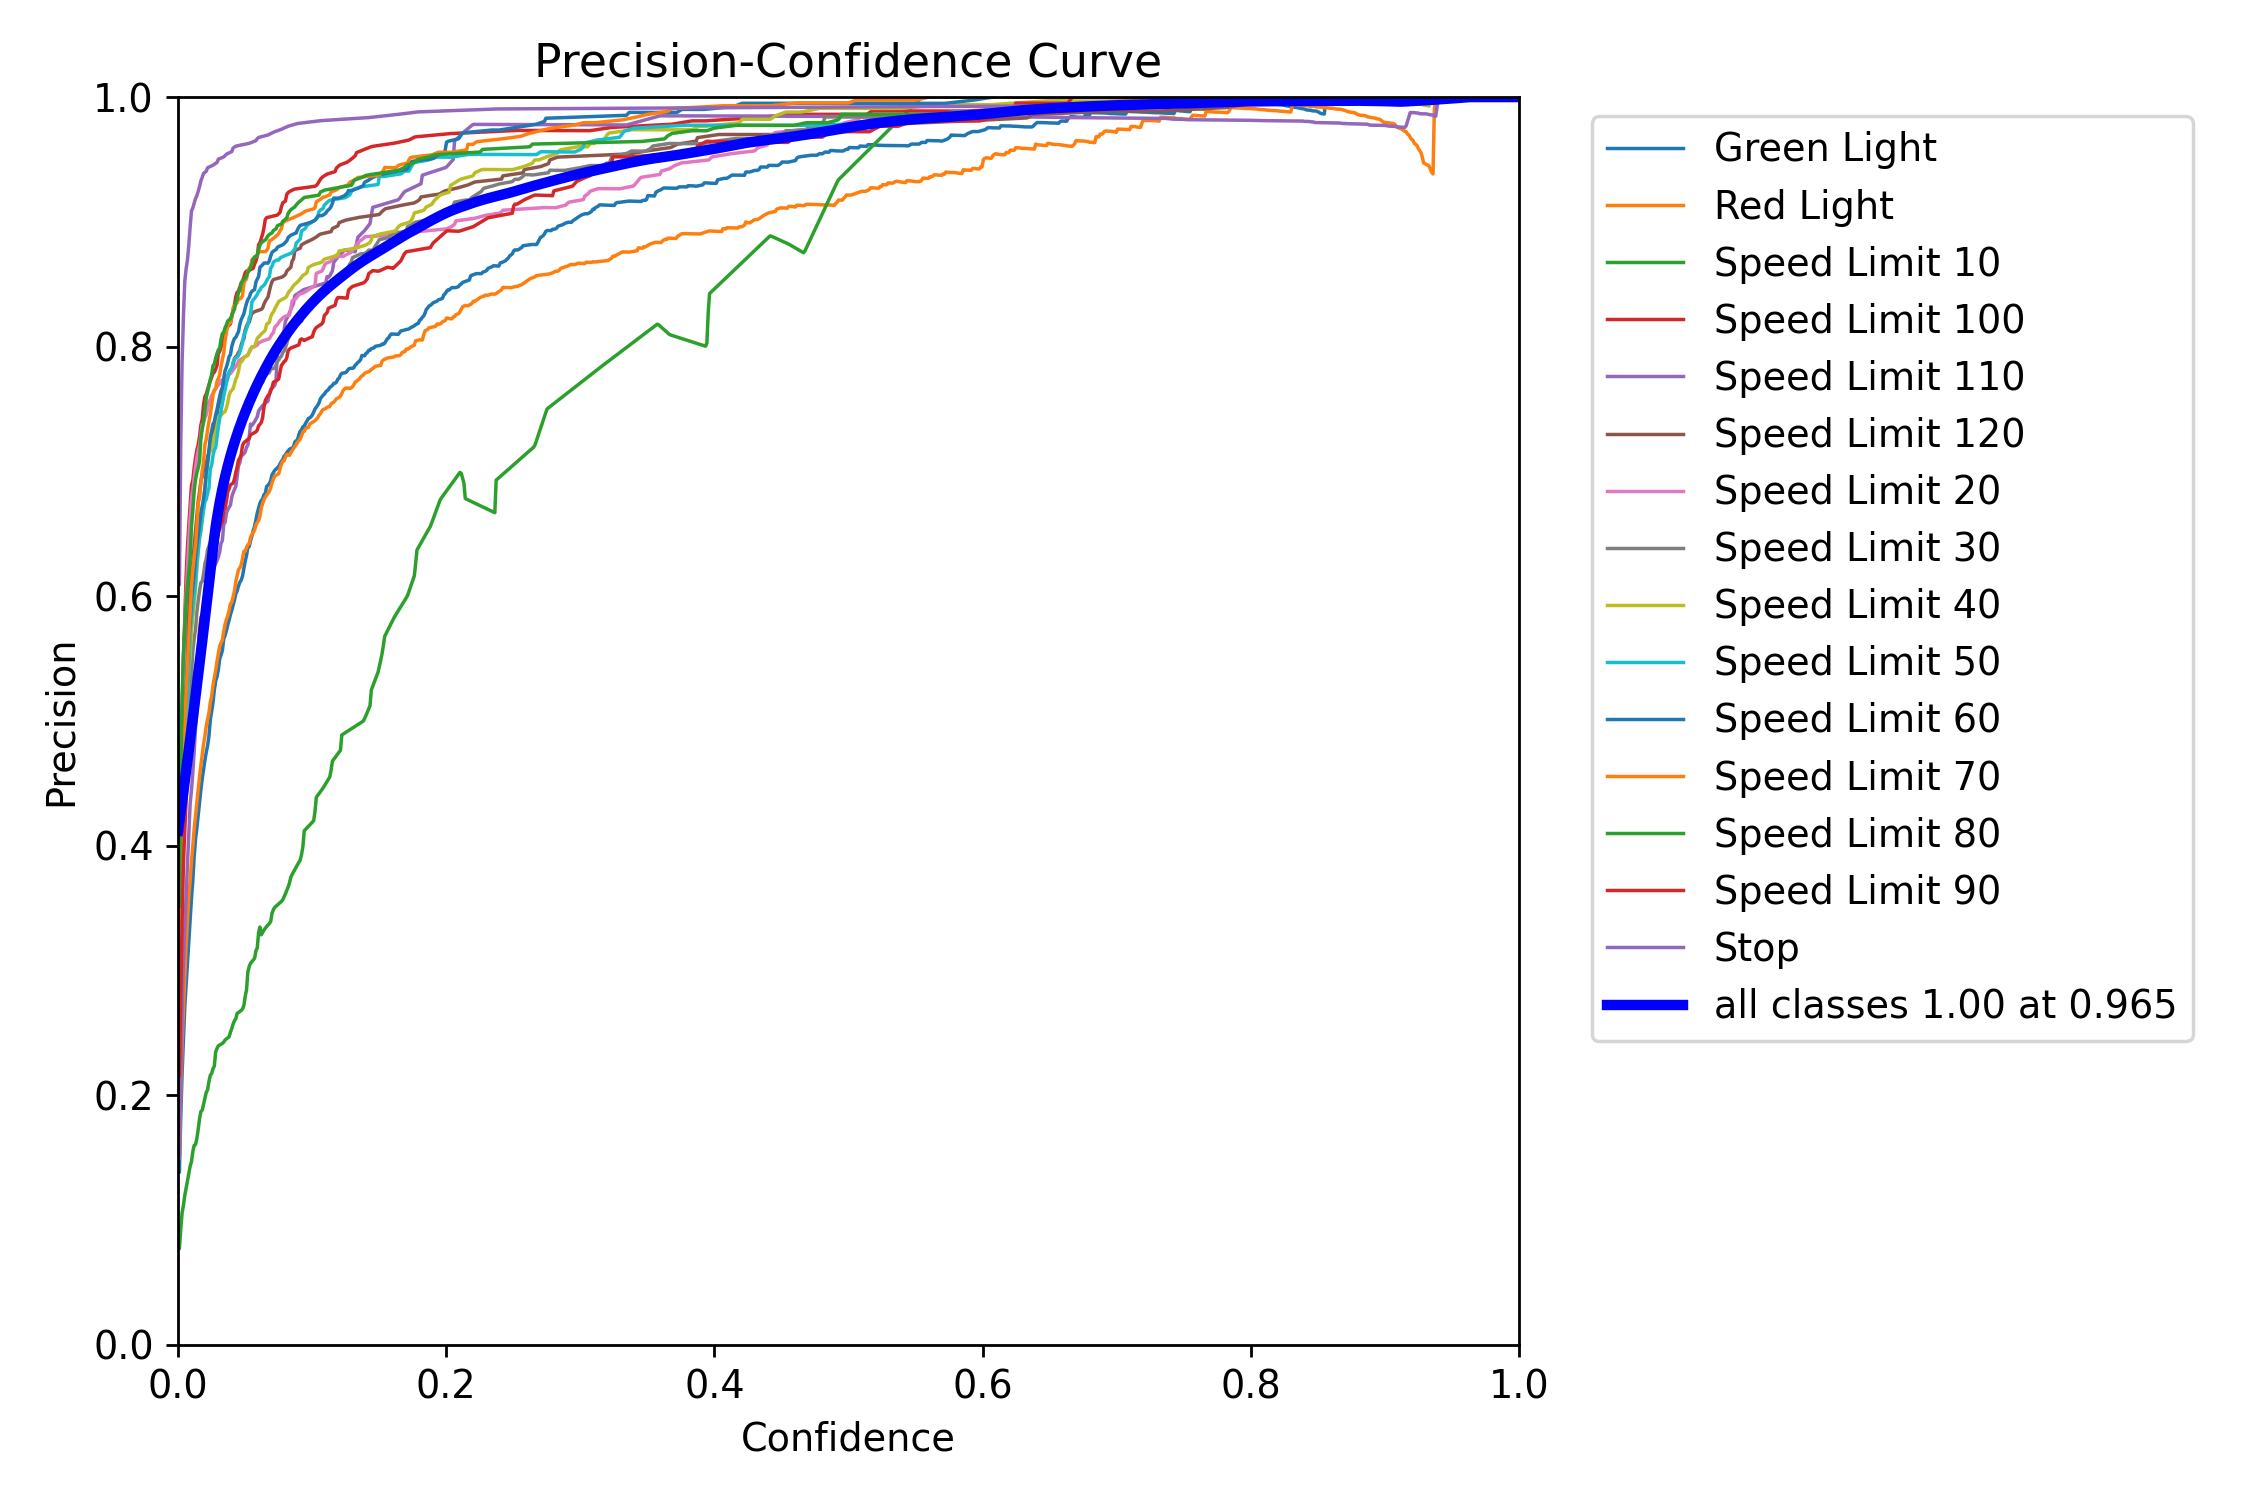 Precision-Confidence Curve
1.0
0.8
0.6
0.4
0.2
0.0
Precision
0.0 0.2 0.4 0.6 0.8 1.0
Confidence
Green Light
Red Light
Speed Limit 10
Speed Limit 100
Speed Limit 110
Speed Limit 120
Speed Limit 20
Speed Limit 30
Speed Limit 40
Speed Limit 50
Speed Limit 60
Speed Limit 70
Speed Limit 80
Speed Limit 90
Stop
all classes 1.00 at 0.965